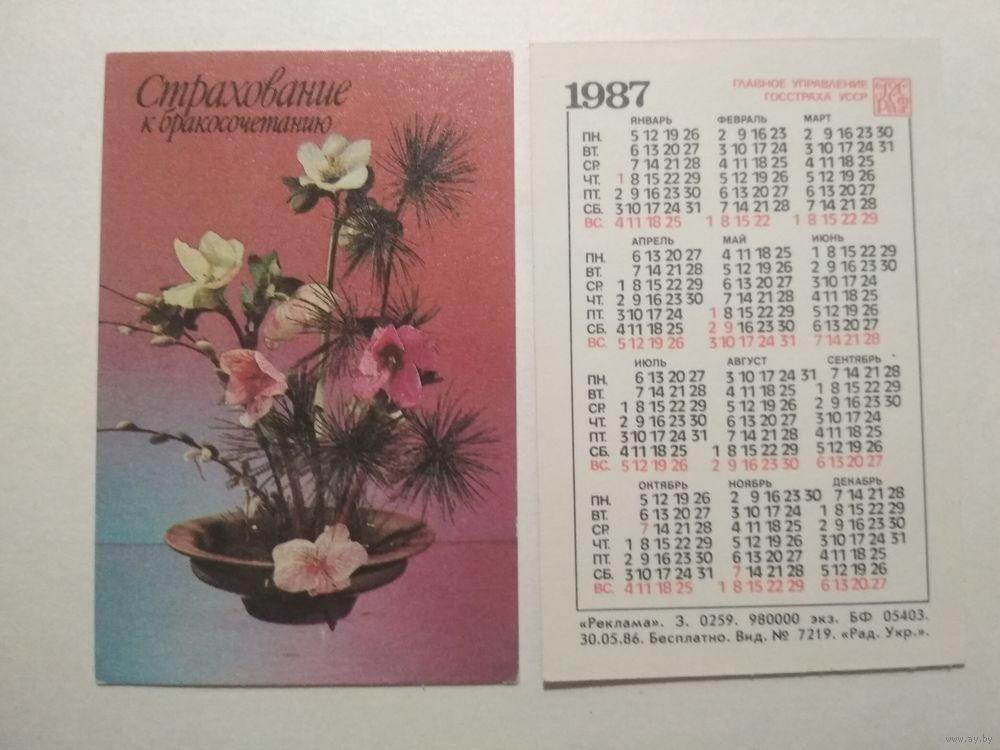 Страхование
к бракосочетанию
1987
ГЛАВНОЕ УПРАВЛЕНИЕ
ГОССТРАХА УССР
ЯНВАРЬ ФЕВРАЛЬ МАРТ
ПН. 5 12 19 26 2 9 16 23 2 9 16 23 30
ВТ. 6 13 20 27 3 10 17 24 3 10 17 24 31
СР. 7 14 21 28 4 11 18 25 4 11 18 25
ЧТ. 1 8 15 22 29 5 12 19 26 5 12 19 26
ПТ. 2 9 16 23 30 6 13 20 27 6 13 20 27
СБ. 3 10 17 24 31 7 14 21 28 7 14 21 28
ВС. 4 11 18 25 1 8 15 22 1 8 15 22 29
АПРЕЛЬ МАЙ ИЮНЬ
ПН. 6 13 20 27 4 11 18 25 1 8 15 22 29
ВТ. 7 14 21 28 5 12 19 26 2 9 16 23 30
СР. 1 8 15 22 29 6 13 20 27 3 10 17 24
ЧТ. 2 9 16 23 30 7 14 21 28 4 11 18 25
ПТ. 3 10 17 24 1 8 15 22 29 5 12 19 26
СБ. 4 11 18 25 2 9 16 23 30 6 13 20 27
ВС. 5 12 19 26 3 10 17 24 31 7 14 21 28
ИЮЛЬ АВГУСТ СЕНТЯБРЬ
ПН. 6 13 20 27 3 10 17 24 31 7 14 21 28
ВТ. 7 14 21 28 4 11 18 25 1 8 15 22 29
СР. 1 8 15 22 29 5 12 19 26 2 9 16 23 30
ЧТ. 2 9 16 23 30 6 13 20 27 3 10 17 24
ПТ. 3 10 17 24 31 7 14 21 28 4 11 18 25
СБ. 4 11 18 25 1 8 15 22 29 5 12 19 26
ВС. 5 12 19 26 2 9 16 23 30 6 13 20 27
ОКТЯБРЬ НОЯБРЬ ДЕКАБРЬ
ПН. 5 12 19 26 2 9 16 23 30 7 14 21 28
ВТ. 6 13 20 27 3 10 17 24 1 8 15 22 29
СР. 7 14 21 28 4 11 18 25 2 9 16 23 30
ЧТ. 1 8 15 22 29 5 12 19 26 3 10 17 24 31
ПТ. 2 9 16 23 30 6 13 20 27 4 11 18 25
СБ. 3 10 17 24 31 7 14 21 28 5 12 19 26
ВС. 4 11 18 25 1 8 15 22 29 6 13 20 27
«Реклама». З. 0259. 980000 экз. БФ 05403.
30.05.86. Бесплатно. Вид. № 7219. «Рад. Укр.».
www.ay.by